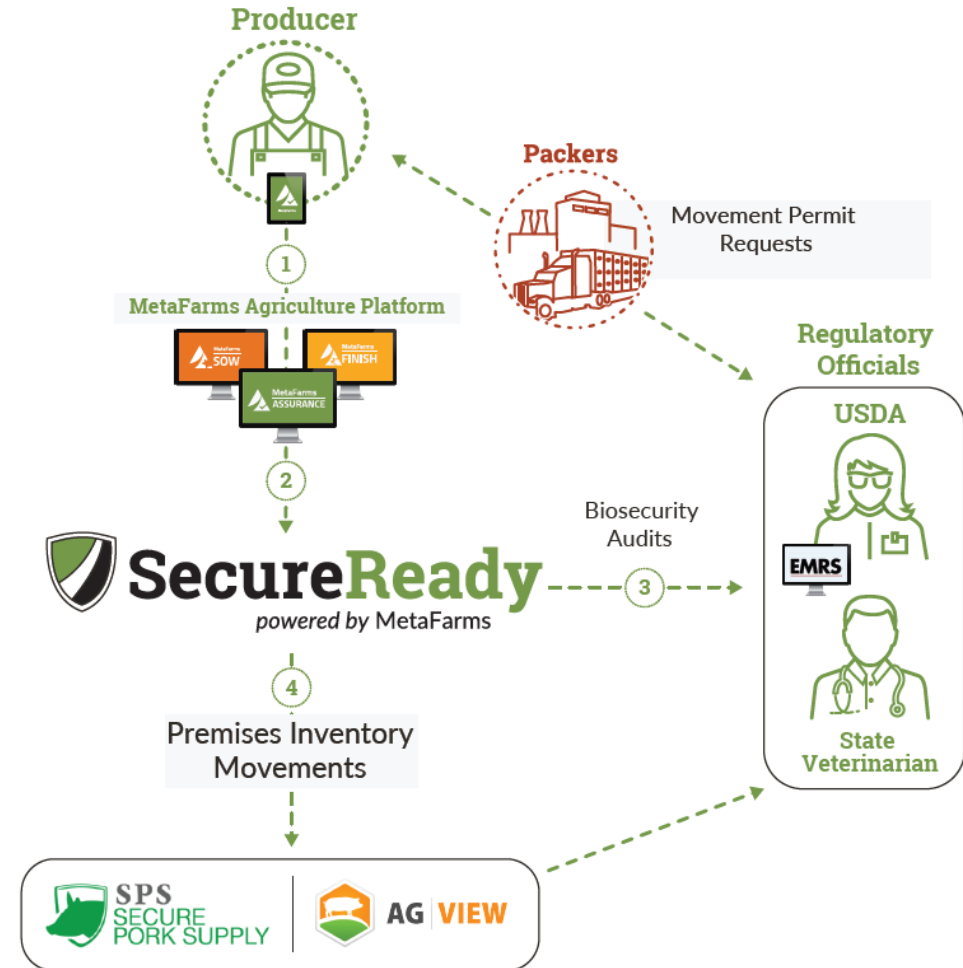 Producer
MetaFarms
1
Packers
Movement Permit
Requests
MetaFarms Agriculture Platform
MetaFarms
SOW
MetaFarms
FINISH
MetaFarms
ASSURANCE
Regulatory
Officials
USDA
2
Biosecurity
Audits
EMRS
SecureReady
powered by MetaFarms
3
4
Premises Inventory
Movements
State
Veterinarian
SPS
SECURE
PORK SUPPLY
AG VIEW